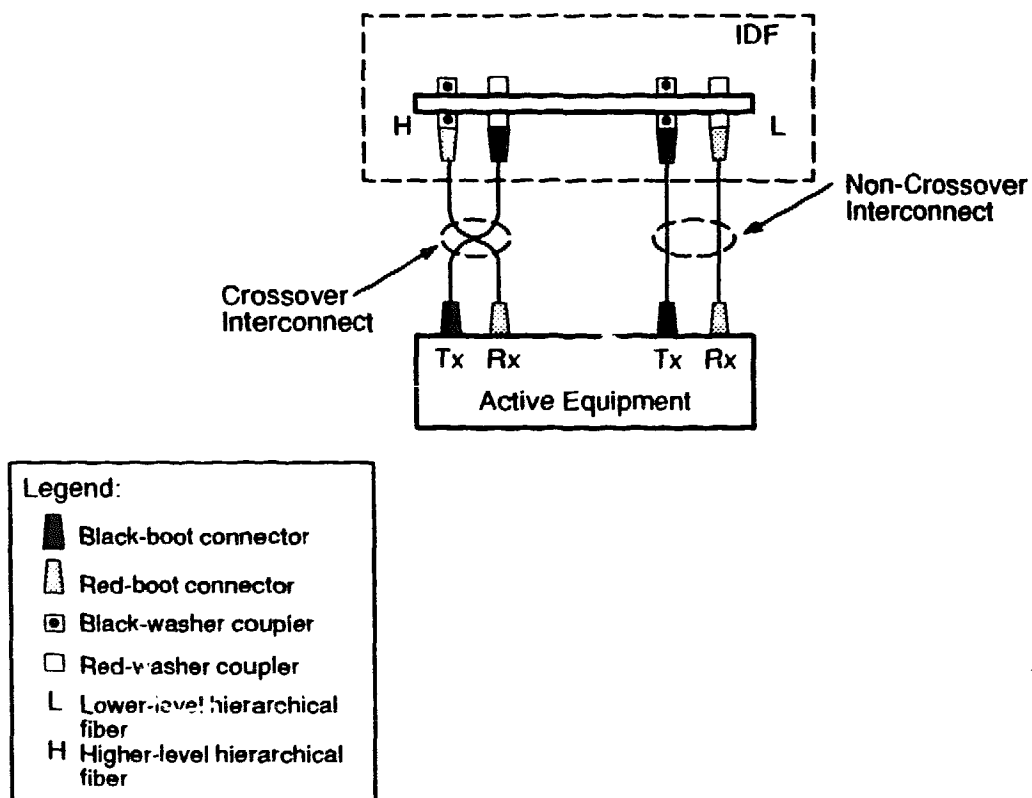 IDF
H
L
Non-Crossover
Interconnect
Crossover
Interconnect
Tx Rx
Tx Rx
Active Equipment
Legend:
Black-boot connector
Red-boot connector
Black-washer coupler
Red-washer coupler
L Lower-level hierarchical
fiber
H Higher-level hierarchical
fiber